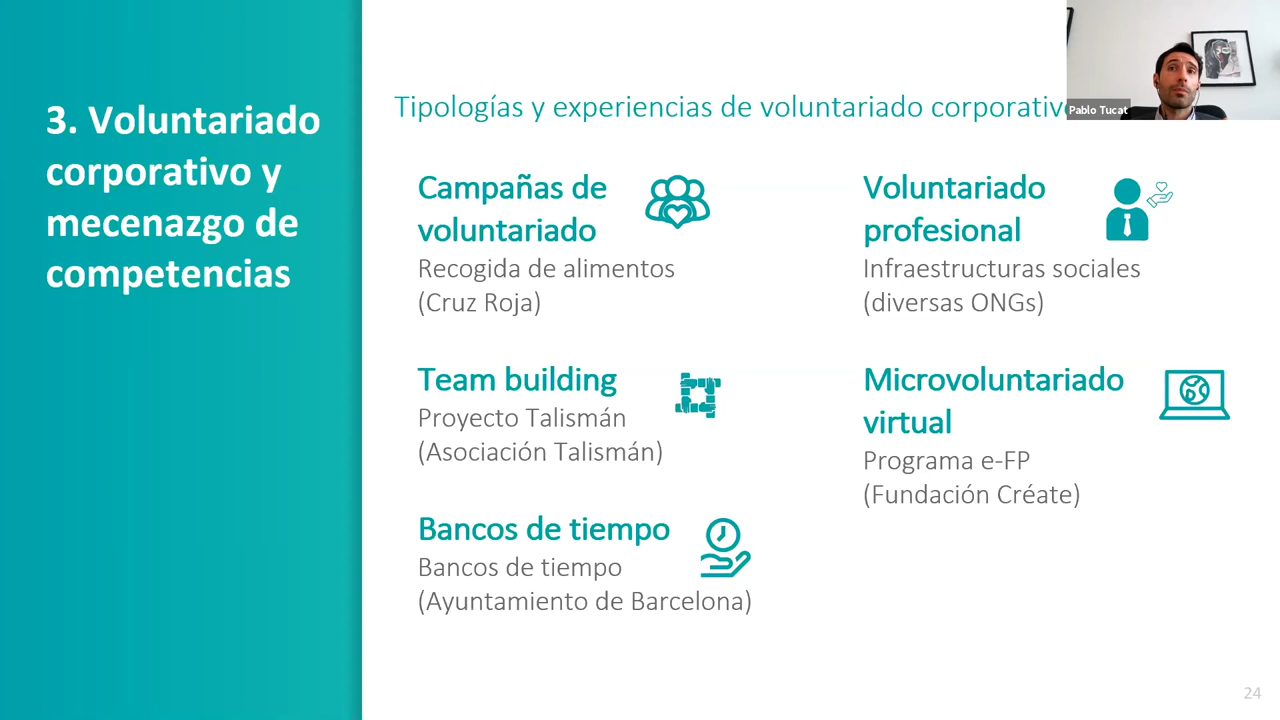 3. Voluntariado
corporativo y
mecenazgo de
competencias
Tipologías y experiencias de voluntariado corporativo
Pablo Tucat
Campañas de
voluntariado
Recogida de alimentos
(Cruz Roja)
Team building
Proyecto Talismán
(Asociación Talismán)
Bancos de tiempo
Bancos de tiempo
(Ayuntamiento de Barcelona)
Voluntariado
profesional
Infraestructuras sociales
(diversas ONGs)
Microvoluntariado
virtual
Programa e-FP
(Fundación Créate)
24